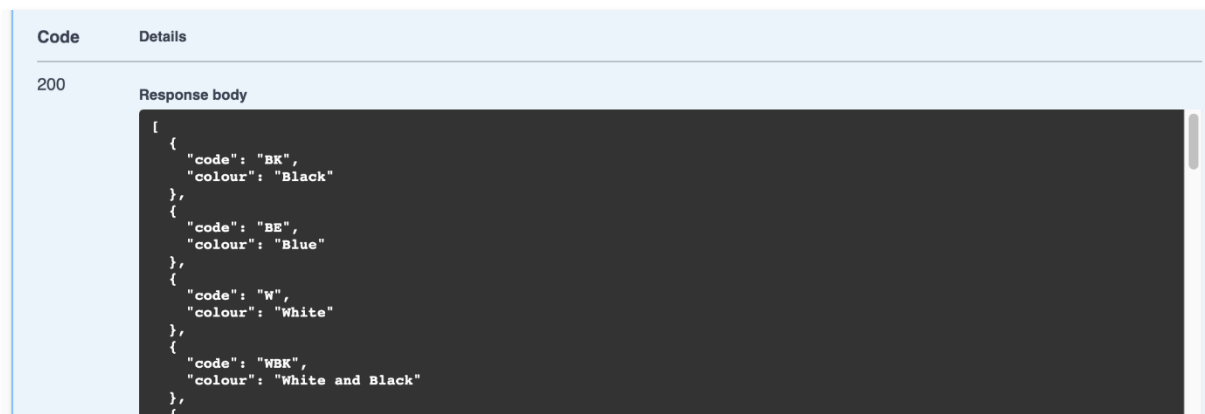 Code Details
200
Response body
[
  {
    "code": "BK",
    "colour": "Black"
  },
  {
    "code": "BE",
    "colour": "Blue"
  },
  {
    "code": "W",
    "colour": "White"
  },
  {
    "code": "WBK",
    "colour": "White and Black"
  },
  {